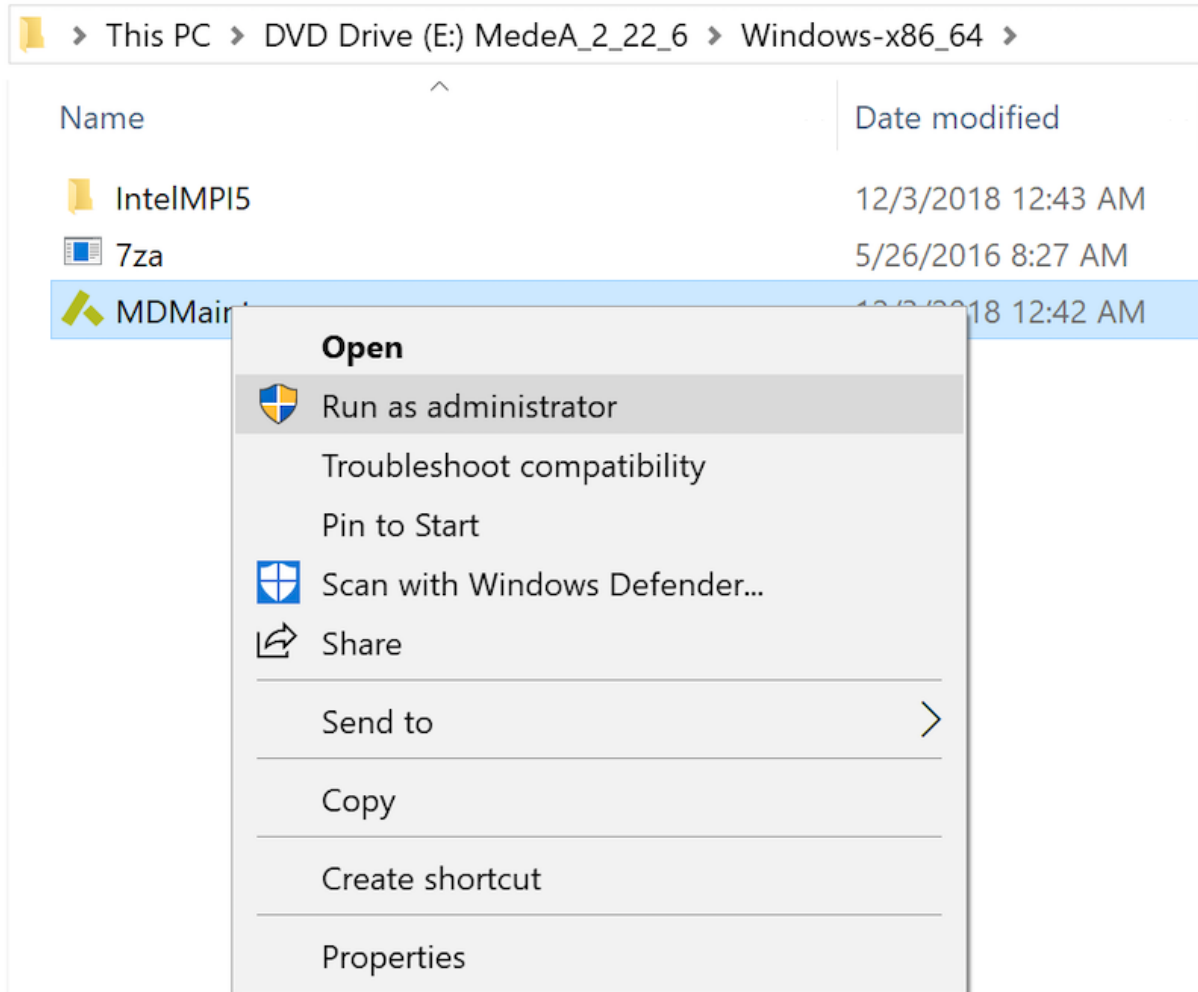 This PC > DVD Drive (E:) MedeA_2_22_6 > Windows-x86_64 >
Name Date modified
IntelMPI5 12/3/2018 12:43 AM
7za 5/26/2016 8:27 AM
12:42 AM
Open
Run as administrator
Troubleshoot compatibility
Pin to Start
Scan with Windows Defender...
Share
Send to
Copy
Create shortcut
Properties